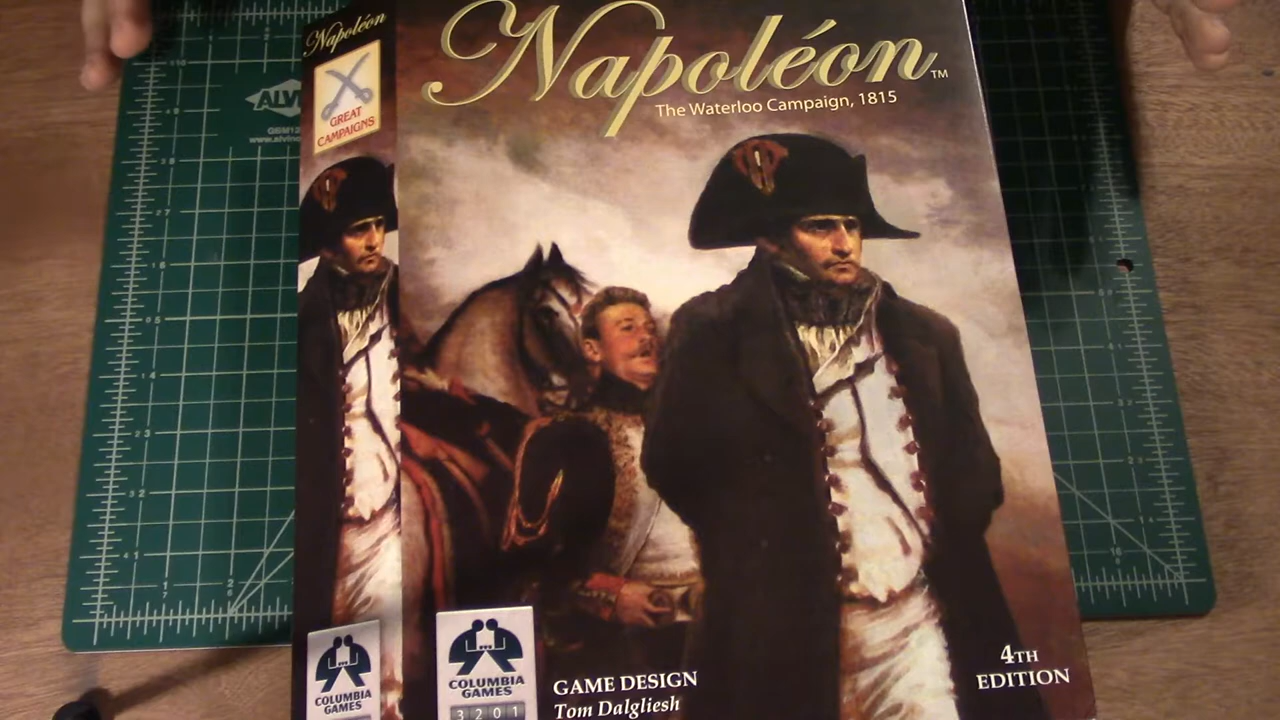 Napoléon
GREAT
CAMPAIGNS
COLUMBIA
GAMES
Napoléon™
The Waterloo Campaign, 1815
COLUMBIA
GAMES
3201
GAME DESIGN
Tom Dalgliesh
4TH
EDITION
ALVI